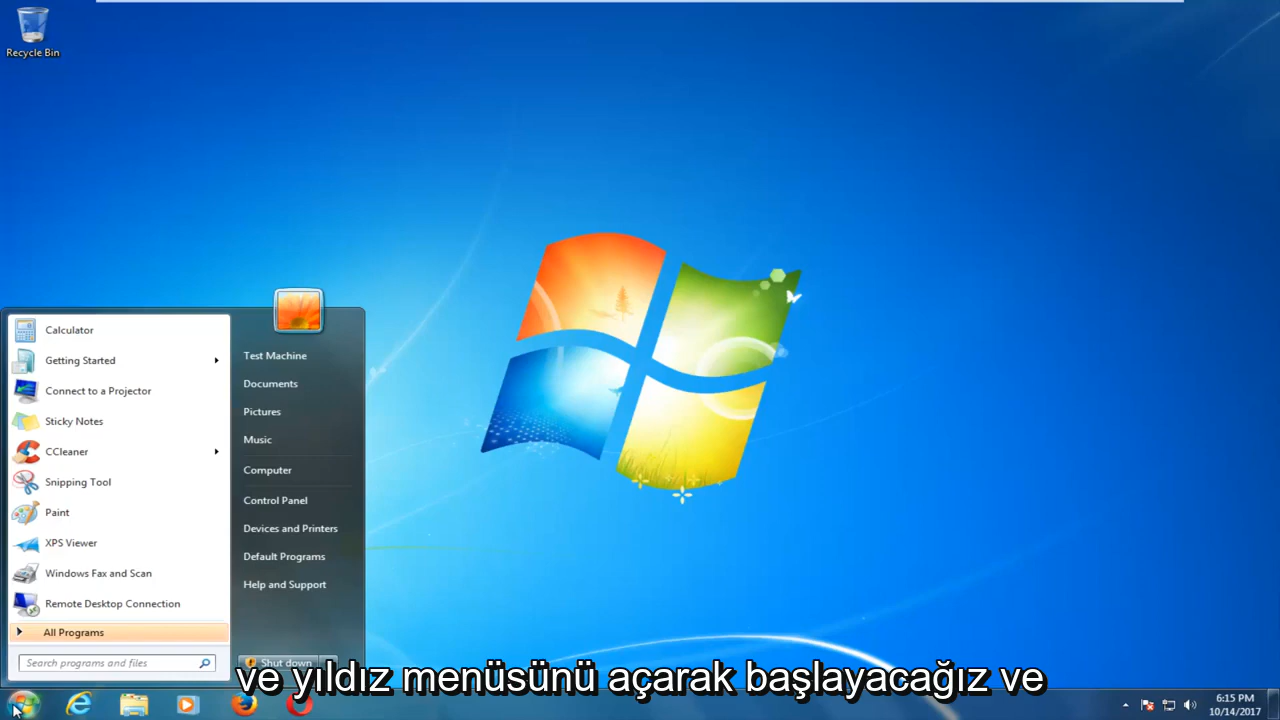 Recycle Bin
Calculator
Getting Started
Connect to a Projector
Sticky Notes
CCleaner
Snipping Tool
Paint
XPS Viewer
Windows Fax and Scan
Remote Desktop Connection
All Programs
Search programs and files
Test Machine
Documents
Pictures
Music
Computer
Control Panel
Devices and Printers
Default Programs
Help and Support
Shut down
ve yıldız menüsünü açarak başlayacağız ve
6:15 PM
10/14/2017